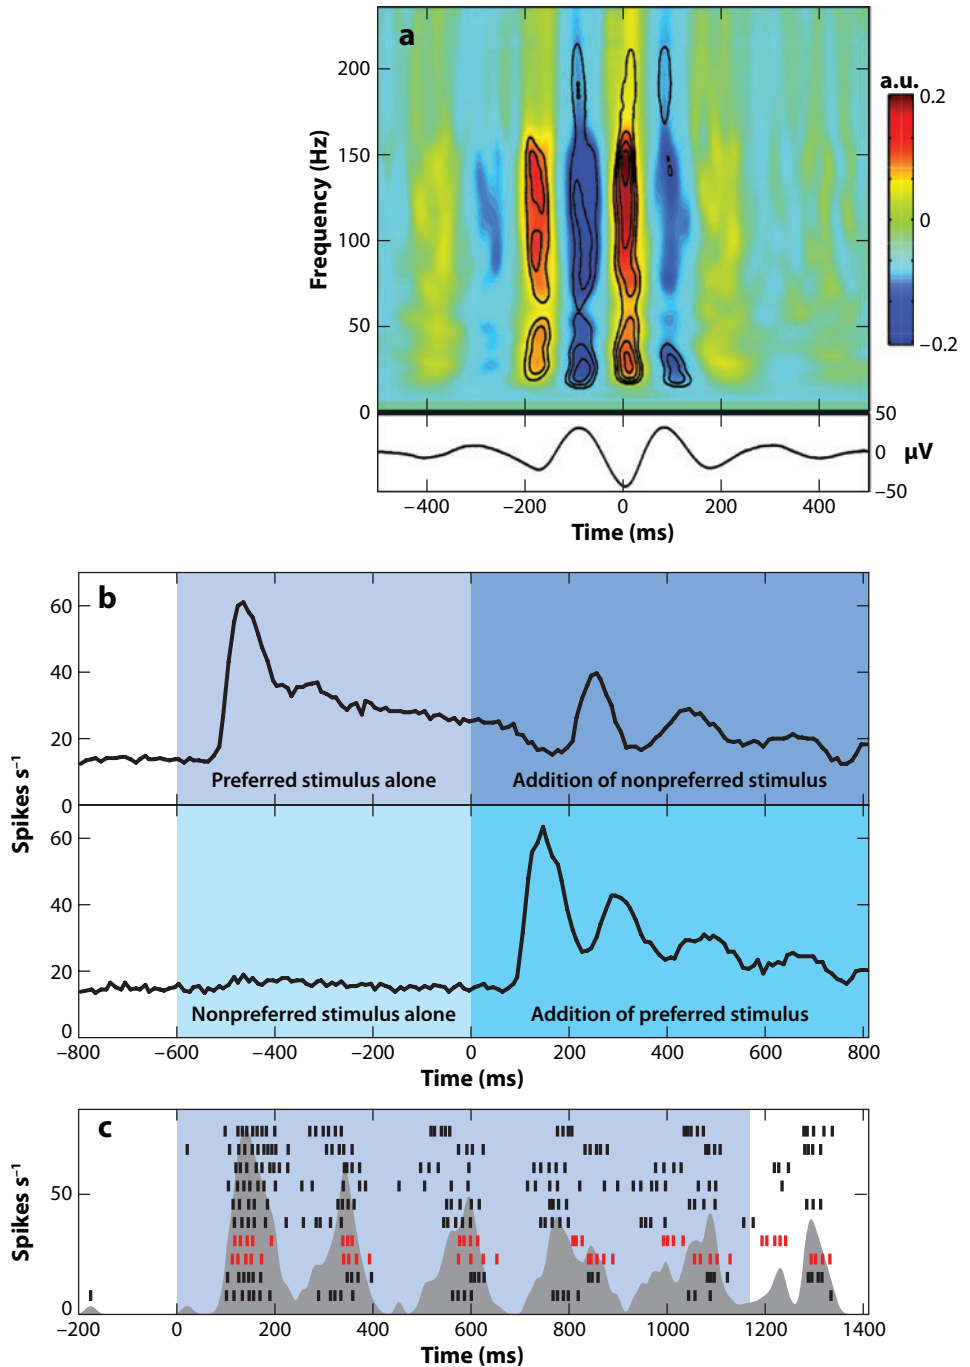 a
a.u.
200
150
100
50
0
Frequency (Hz)
0.2
0
−0.2
50
0
−50
µV
−400 −200 0 200 400
Time (ms)
b
60
40
20
0
Preferred stimulus alone
Addition of nonpreferred stimulus
Spikes s−1
60
40
20
0
Nonpreferred stimulus alone
Addition of preferred stimulus
−800 −600 −400 −200 0 200 400 600 800
Time (ms)
c
Spikes s−1
50
0
−200 0 200 400 600 800 1000 1200 1400
Time (ms)